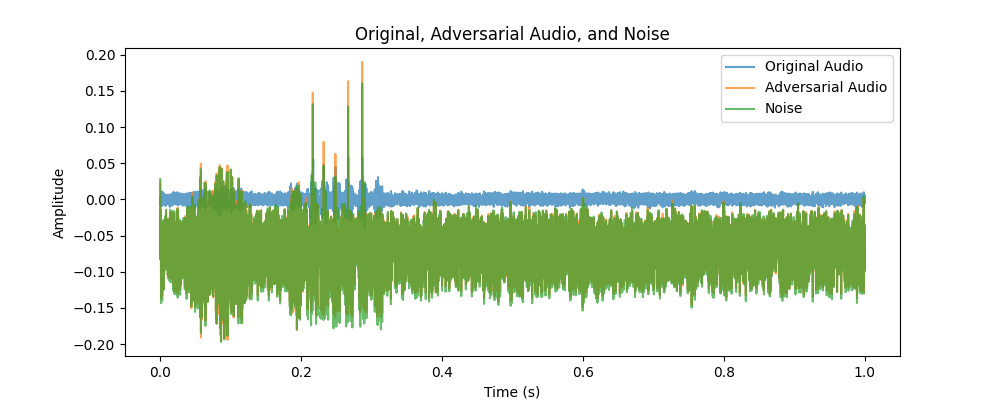 Original, Adversarial Audio, and Noise
Original Audio
Adversarial Audio
Noise
Amplitude
0.20
0.15
0.10
0.05
0.00
−0.05
−0.10
−0.15
−0.20
0.0 0.2 0.4 0.6 0.8 1.0
Time (s)